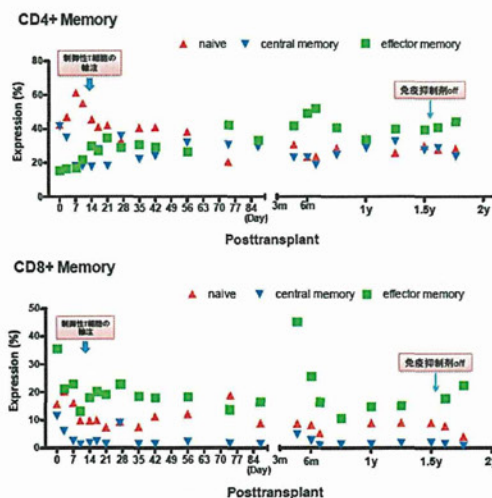 CD4+ Memory
naive central memory effector memory
制御性T細胞の
輸注
免疫抑制剤off
Expression (%)
80
60
40
20
0
0 7 14 21 28 35 42 49 56 63 70 77 84
(Day)
3m 6m 1y 1.5y 2y
Posttransplant
CD8+ Memory
naive central memory effector memory
制御性T細胞の
輸注
免疫抑制剤off
Expression (%)
50
40
30
20
10
0
0 7 14 21 28 35 42 49 56 63 70 77 84
(Day)
3m 6m 1y 1.5y 2y
Posttransplant